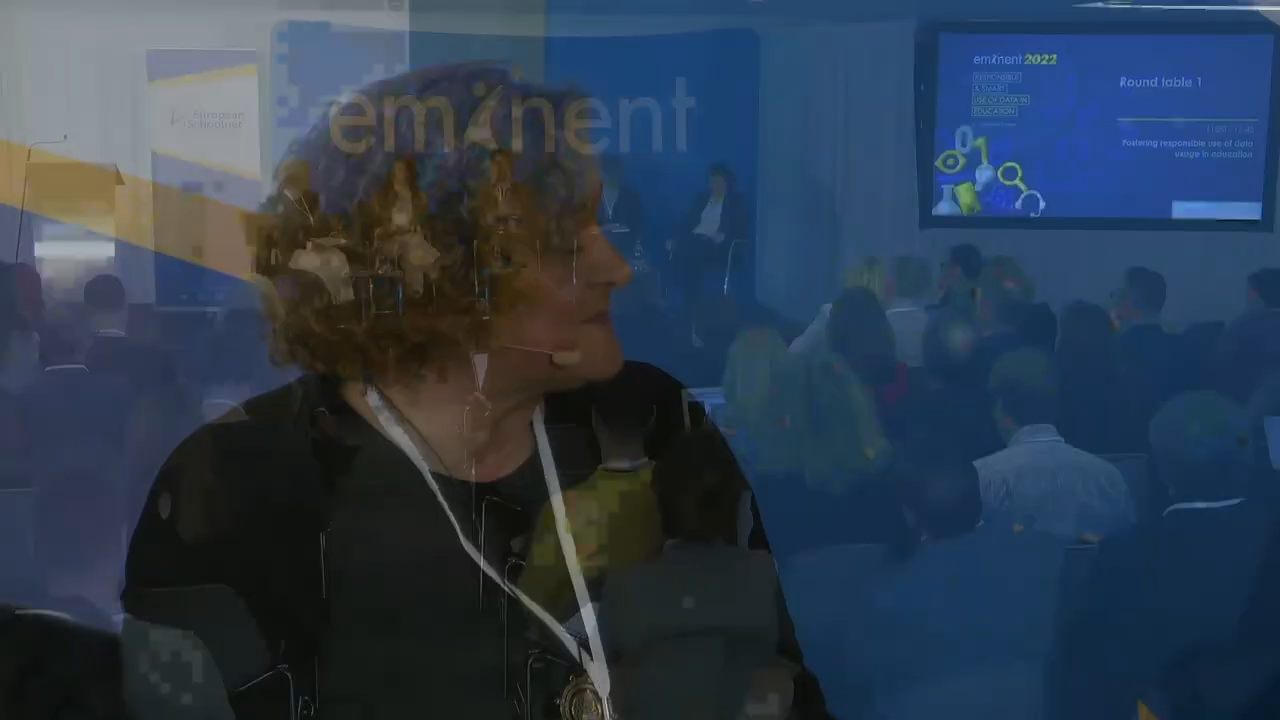 European
Schoolnet
eminent
eminent 2022
RESPONSIBLE
& SMART
USE OF DATA IN
EDUCATION
Round table 1
Fostering responsible use of data
usage in education